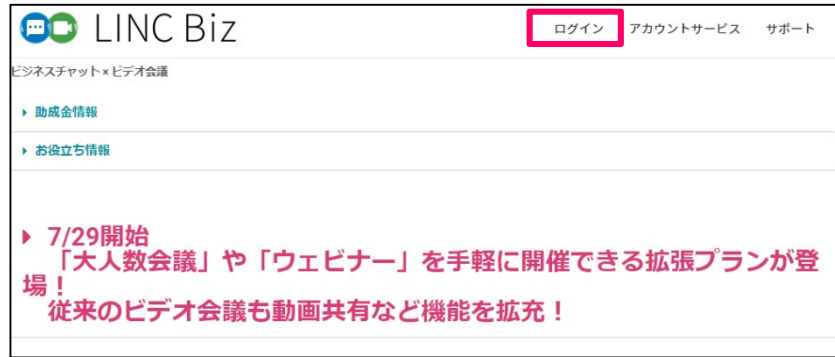 LINC Biz
ログイン アカウントサービス サポート
ビジネスチャット×ビデオ会議
助成金情報
お役立ち情報
7/29開始
「大人数会議」や「ウェビナー」を手軽に開催できる拡張プランが登
場！
従来のビデオ会議も動画共有など機能を拡充！